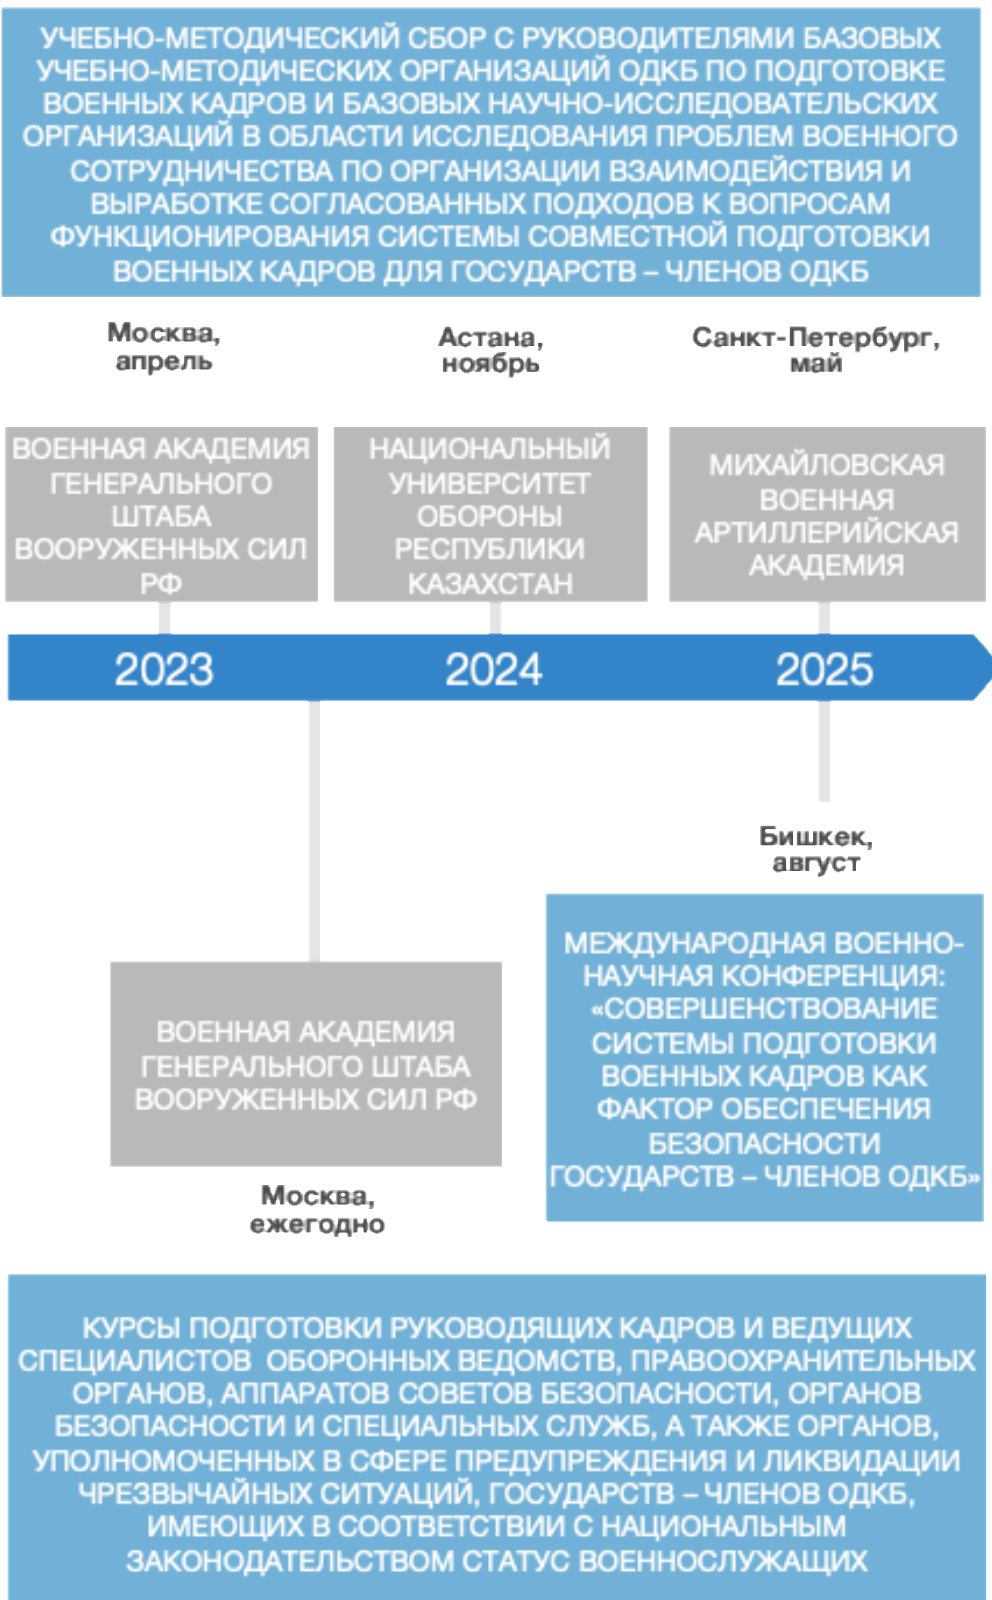 УЧЕБНО-МЕТОДИЧЕСКИЙ СБОР С РУКОВОДИТЕЛЯМИ БАЗОВЫХ
УЧЕБНО-МЕТОДИЧЕСКИХ ОРГАНИЗАЦИЙ ОДКБ ПО ПОДГОТОВКЕ
ВОЕННЫХ КАДРОВ И БАЗОВЫХ НАУЧНО-ИССЛЕДОВАТЕЛЬСКИХ
ОРГАНИЗАЦИЙ В ОБЛАСТИ ИССЛЕДОВАНИЯ ПРОБЛЕМ ВОЕННОГО
СОТРУДНИЧЕСТВА ПО ОРГАНИЗАЦИИ ВЗАИМОДЕЙСТВИЯ И
ВЫРАБОТКЕ СОГЛАСОВАННЫХ ПОДХОДОВ К ВОПРОСАМ
ФУНКЦИОНИРОВАНИЯ СИСТЕМЫ СОВМЕСТНОЙ ПОДГОТОВКИ
ВОЕННЫХ КАДРОВ ДЛЯ ГОСУДАРСТВ – ЧЛЕНОВ ОДКБ
Москва,
апрель
Астана,
ноябрь
Санкт-Петербург,
май
ВОЕННАЯ АКАДЕМИЯ
ГЕНЕРАЛЬНОГО
ШТАБА
ВООРУЖЕННЫХ СИЛ
РФ
НАЦИОНАЛЬНЫЙ
УНИВЕРСИТЕТ
ОБОРОНЫ
РЕСПУБЛИКИ
КАЗАХСТАН
МИХАЙЛОВСКАЯ
ВОЕННАЯ
АРТИЛЛЕРИЙСКАЯ
АКАДЕМИЯ
2023
2024
2025
Бишкек,
август
МЕЖДУНАРОДНАЯ ВОЕННО-
НАУЧНАЯ КОНФЕРЕНЦИЯ:
«СОВЕРШЕНСТВОВАНИЕ
СИСТЕМЫ ПОДГОТОВКИ
ВОЕННЫХ КАДРОВ КАК
ФАКТОР ОБЕСПЕЧЕНИЯ
БЕЗОПАСНОСТИ
ГОСУДАРСТВ – ЧЛЕНОВ ОДКБ»
ВОЕННАЯ АКАДЕМИЯ
ГЕНЕРАЛЬНОГО ШТАБА
ВООРУЖЕННЫХ СИЛ РФ
Москва,
ежегодно
КУРСЫ ПОДГОТОВКИ РУКОВОДЯЩИХ КАДРОВ И ВЕДУЩИХ
СПЕЦИАЛИСТОВ ОБОРОННЫХ ВЕДОМСТВ, ПРАВООХРАНИТЕЛЬНЫХ
ОРГАНОВ, АППАРАТОВ СОВЕТОВ БЕЗОПАСНОСТИ, ОРГАНОВ
БЕЗОПАСНОСТИ И СПЕЦИАЛЬНЫХ СЛУЖБ, А ТАКЖЕ ОРГАНОВ,
УПОЛНОМОЧЕННЫХ В СФЕРЕ ПРЕДУПРЕЖДЕНИЯ И ЛИКВИДАЦИИ
ЧРЕЗВЫЧАЙНЫХ СИТУАЦИЙ, ГОСУДАРСТВ – ЧЛЕНОВ ОДКБ,
ИМЕЮЩИХ В СООТВЕТСТВИИ С НАЦИОНАЛЬНЫМ
ЗАКОНОДАТЕЛЬСТВОМ СТАТУС ВОЕННОСЛУЖАЩИХ